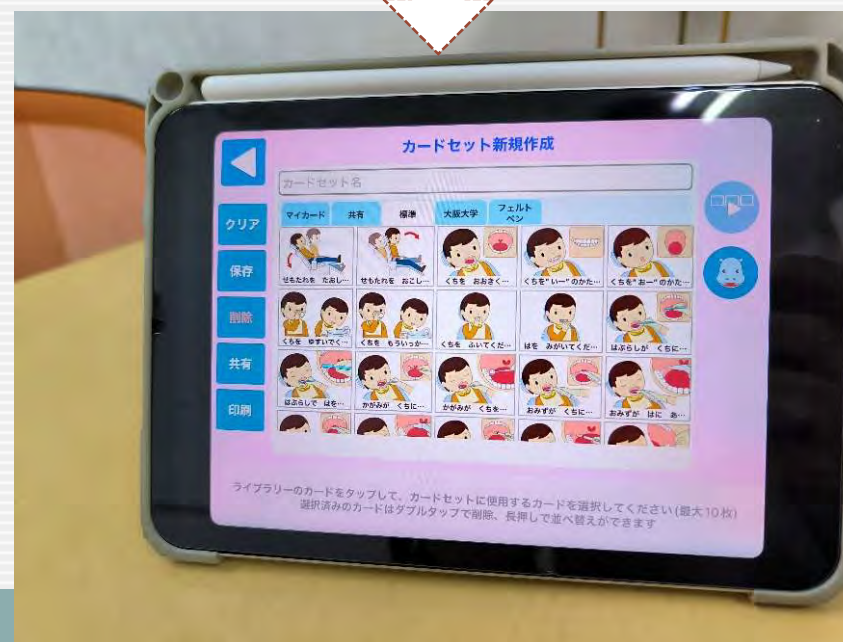 カードセット新規作成
カードセット名
マイカード
共有
標準
大阪大学
フェルト
ペン
クリア
保存
削除
共有
印刷
せもたれを たおし…
せもたれを おこし…
くちを おおきく…
くちを"いー"のかた…
くちを"おー"のかた…
くちを ゆすいでく…
くちを もういっか…
くちを ふいてくだ…
はを みがいてくだ…
はぶらしが くちに…
はぶらしで はを…
かがみが くちに…
かがみが くちを…
おみずが くちに…
おみずが はに あ…
ライブラリーのカードをタップして、カードセットに使用するカードを選択してください(最大10枚)
選択済みのカードはダブルタップで削除、長押しで並べ替えができます